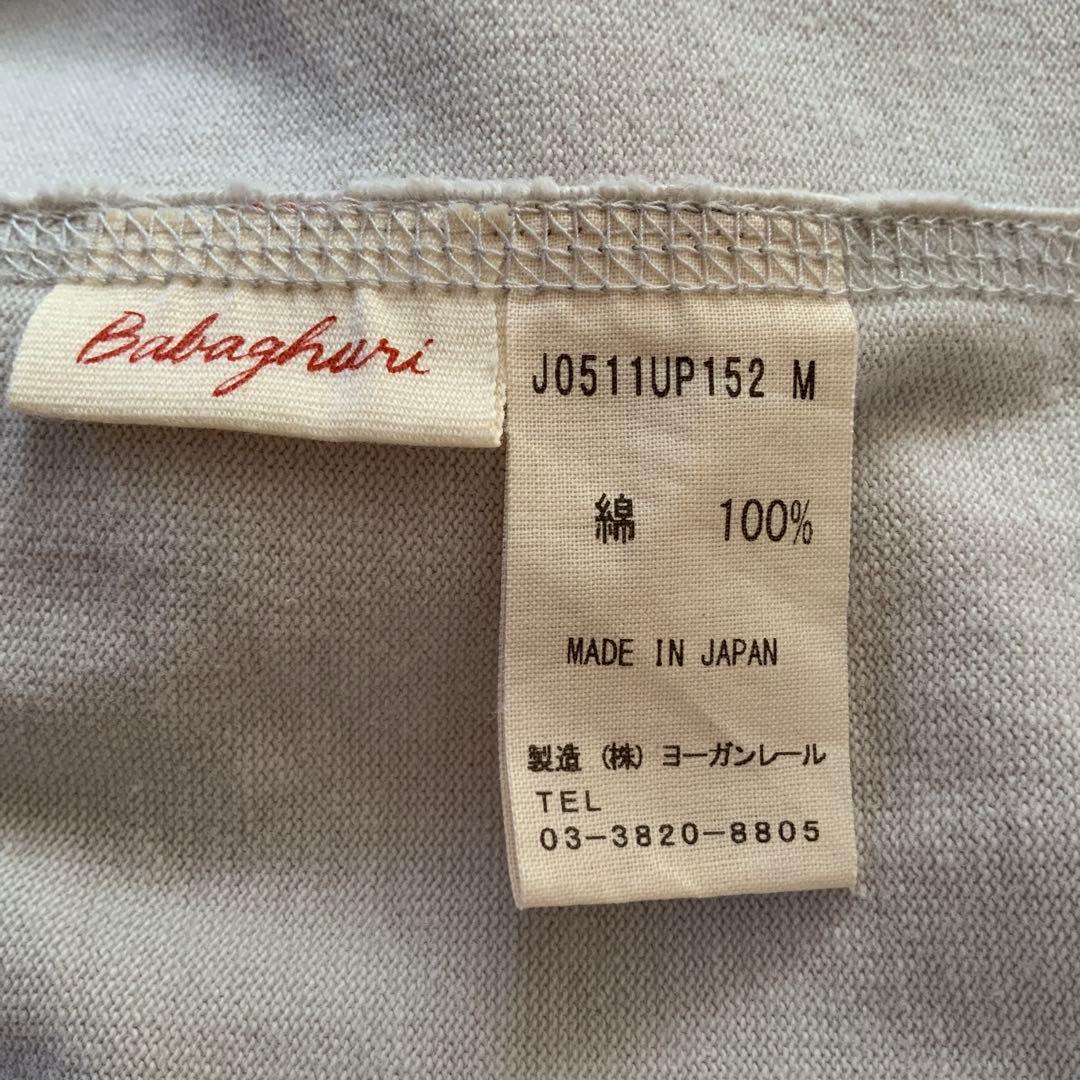 Babaghuri
J0511UP152 M
綿 100%
MADE IN JAPAN
製造 (株) ヨーガンレール
TEL
03-3820-8805